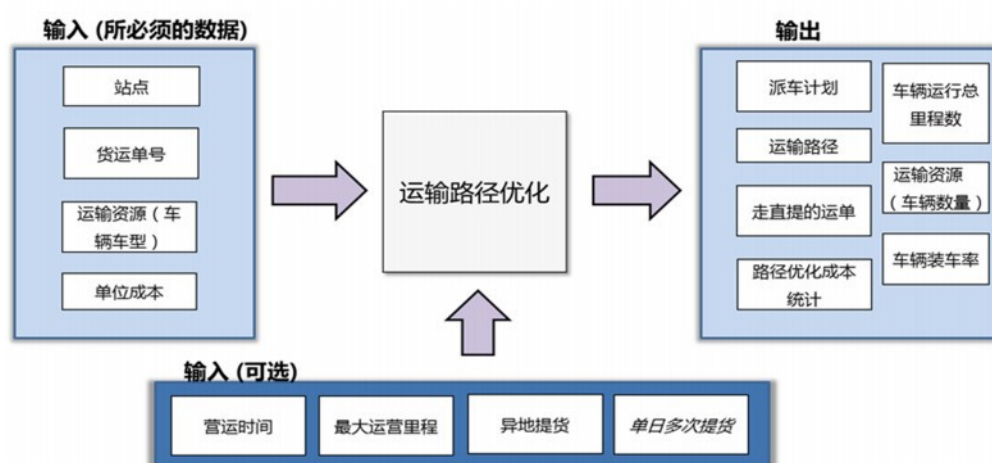 输入 (所必须的数据)
站点
货运单号
运输资源（车
辆车型）
单位成本
运输路径优化
输出
派车计划
运输路径
走直提的运单
路径优化成本
统计
车辆运行总
里程数
运输资源
（车辆数量）
车辆装车率
输入 (可选)
营运时间
最大运营里程
异地提货
单日多次提货